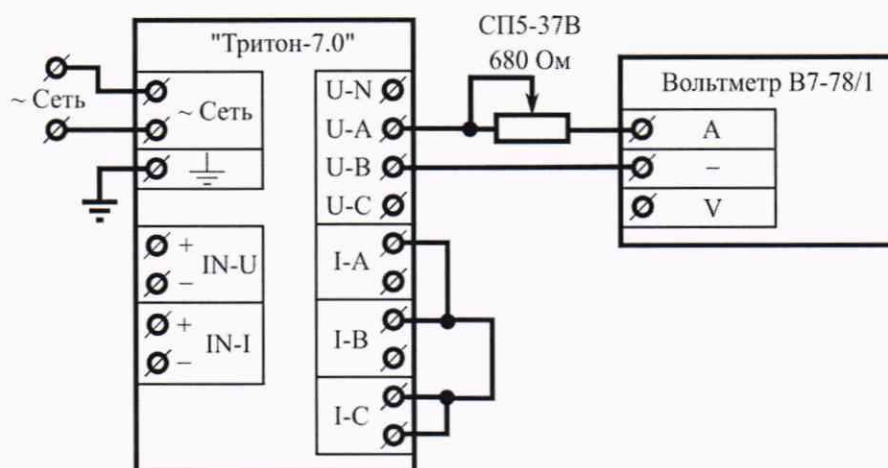 "Тритон-7.0"
~ Сеть
~ Сеть
+
IN-U
−
+
IN-I
−
U-N
U-A
U-B
U-C
I-A
I-B
I-C
СП5-37В
680 Ом
Вольтметр В7-78/1
A
−
V